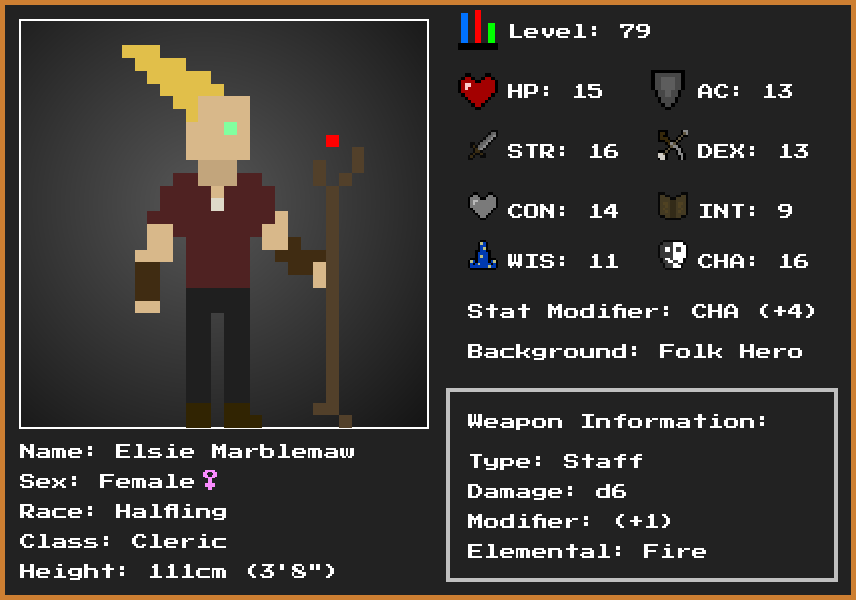 Level: 79
HP: 15
AC: 13
STR: 16
DEX: 13
CON: 14
INT: 9
WIS: 11
CHA: 16
Stat Modifier: CHA (+4)
Background: Folk Hero
Weapon Information:
Type: Staff
Damage: d6
Modifier: (+1)
Elemental: Fire
Name: Elsie Marblemaw
Sex: Female♀
Race: Halfling
Class: Cleric
Height: 111cm (3'8")